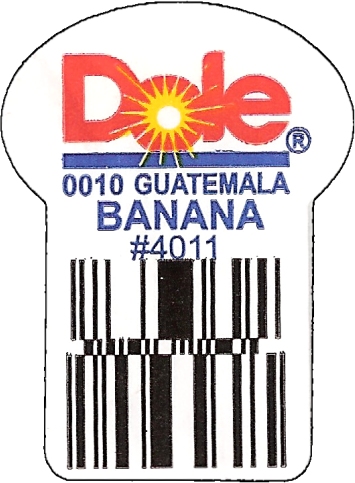 Dole®
0010 GUATEMALA
BANANA
#4011